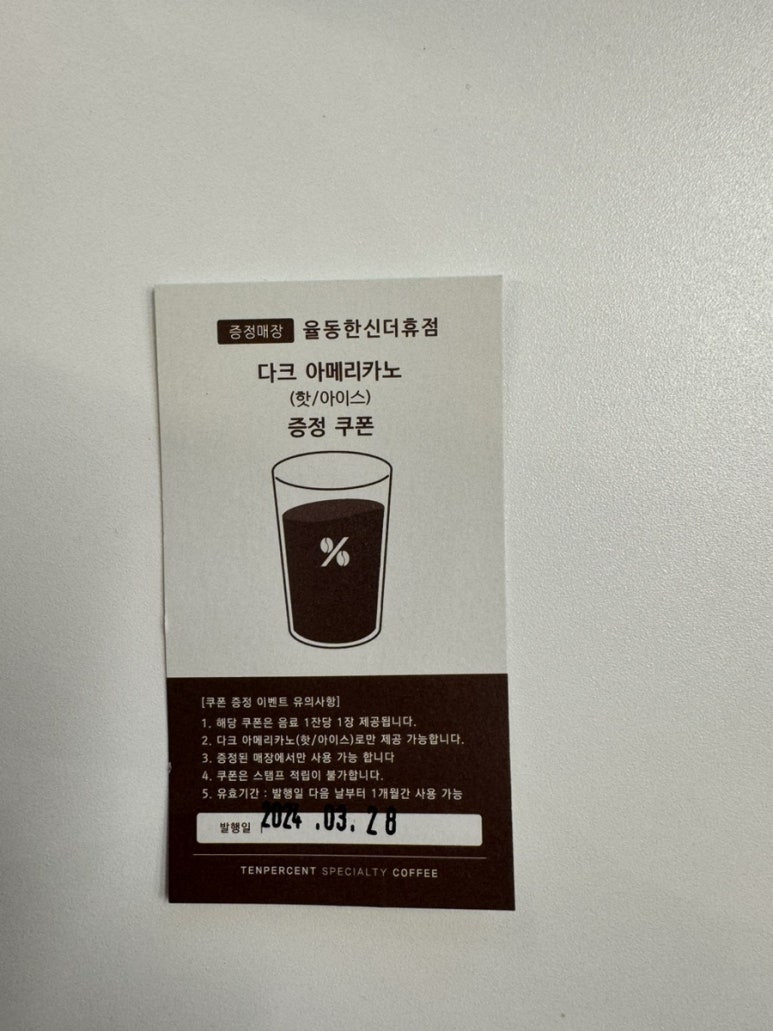 증정매장 율동한신더휴점
다크 아메리카노
(핫/아이스)
증정 쿠폰
%
[쿠폰 증정 이벤트 유의사항]
1. 해당 쿠폰은 음료 1잔당 1장 제공됩니다.
2. 다크 아메리카노(핫/아이스)로만 제공 가능합니다.
3. 증정된 매장에서만 사용 가능 합니다
4. 쿠폰은 스탬프 적립이 불가합니다.
5. 유효기간 : 발행일 다음 날부터 1개월간 사용 가능
발행일 2024 .03. 28
TENPERCENT SPECIALTY COFFEE